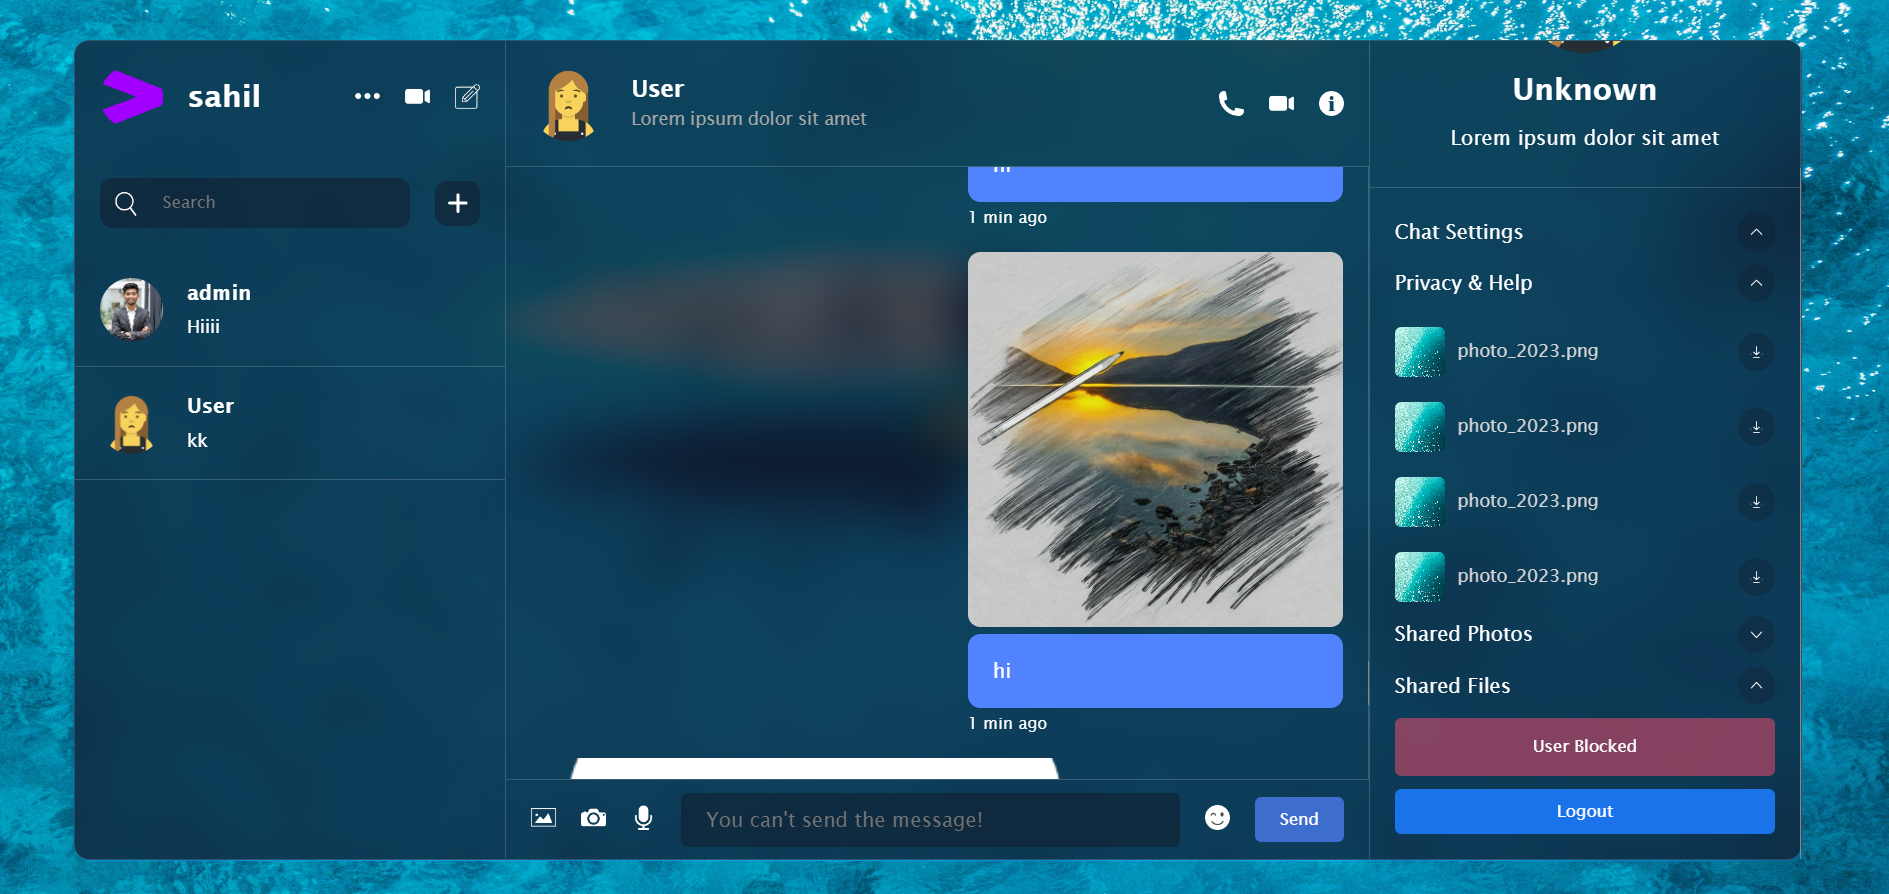 sahil
Search
admin
Hiiii
User
kk
User
Lorem ipsum dolor sit amet
hi
1 min ago
hi
1 min ago
You can't send the message!
Send
Unknown
Lorem ipsum dolor sit amet
Chat Settings
Privacy & Help
photo_2023.png
photo_2023.png
photo_2023.png
photo_2023.png
Shared Photos
Shared Files
User Blocked
Logout